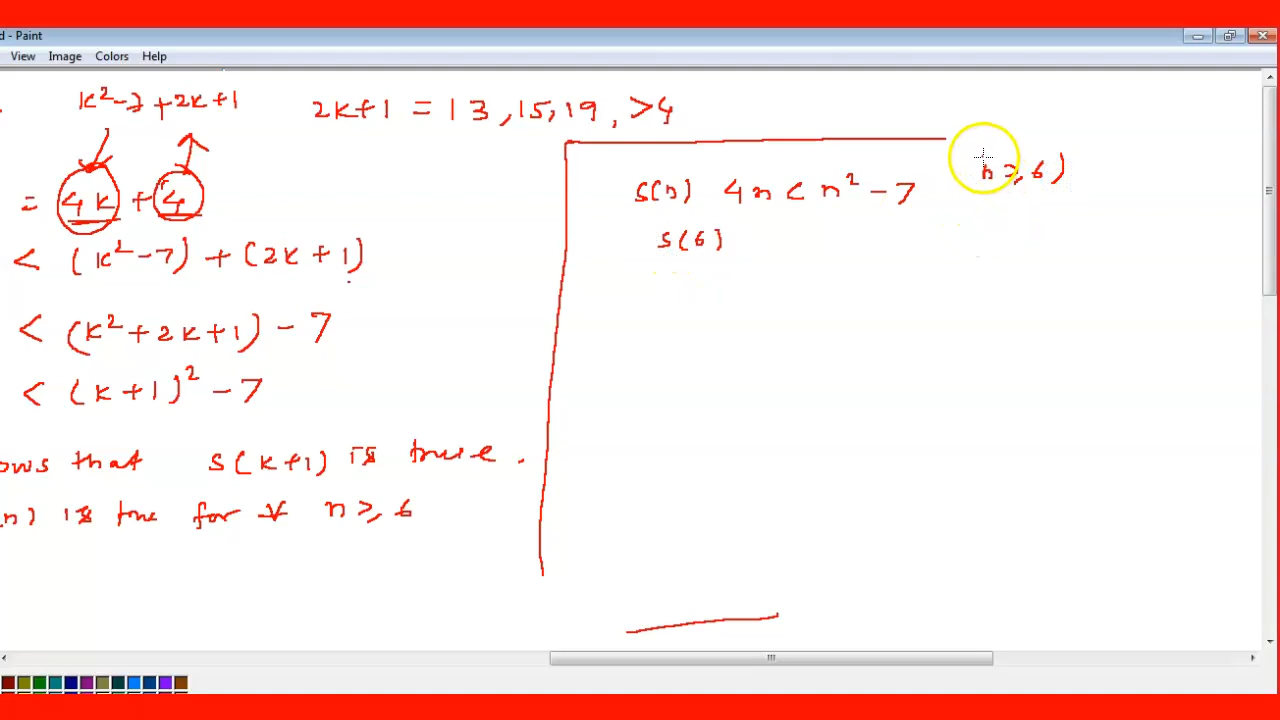 d - Paint
View Image Colors Help
k²-7+2k+1
2k+1 = 13,15,19, >4
= 4k + 4
< (k²-7) + (2k+1)
< (k²+2k+1) - 7
< (k+1)² - 7
ows that s(k+1) is true.
n) is true for ∀ n ≥ 6
s(n) 4n < n² - 7 n ≥ 6)
s(6)